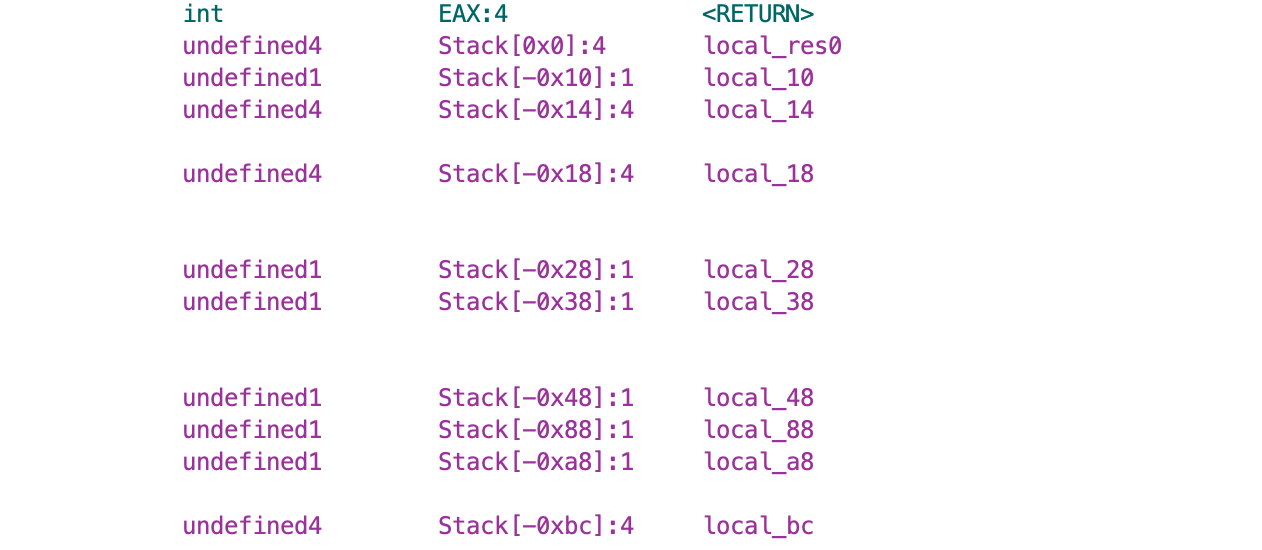 int EAX:4 <RETURN>
undefined4 Stack[0x0]:4 local_res0
undefined1 Stack[-0x10]:1 local_10
undefined4 Stack[-0x14]:4 local_14
undefined4 Stack[-0x18]:4 local_18
undefined1 Stack[-0x28]:1 local_28
undefined1 Stack[-0x38]:1 local_38
undefined1 Stack[-0x48]:1 local_48
undefined1 Stack[-0x88]:1 local_88
undefined1 Stack[-0xa8]:1 local_a8
undefined4 Stack[-0xbc]:4 local_bc